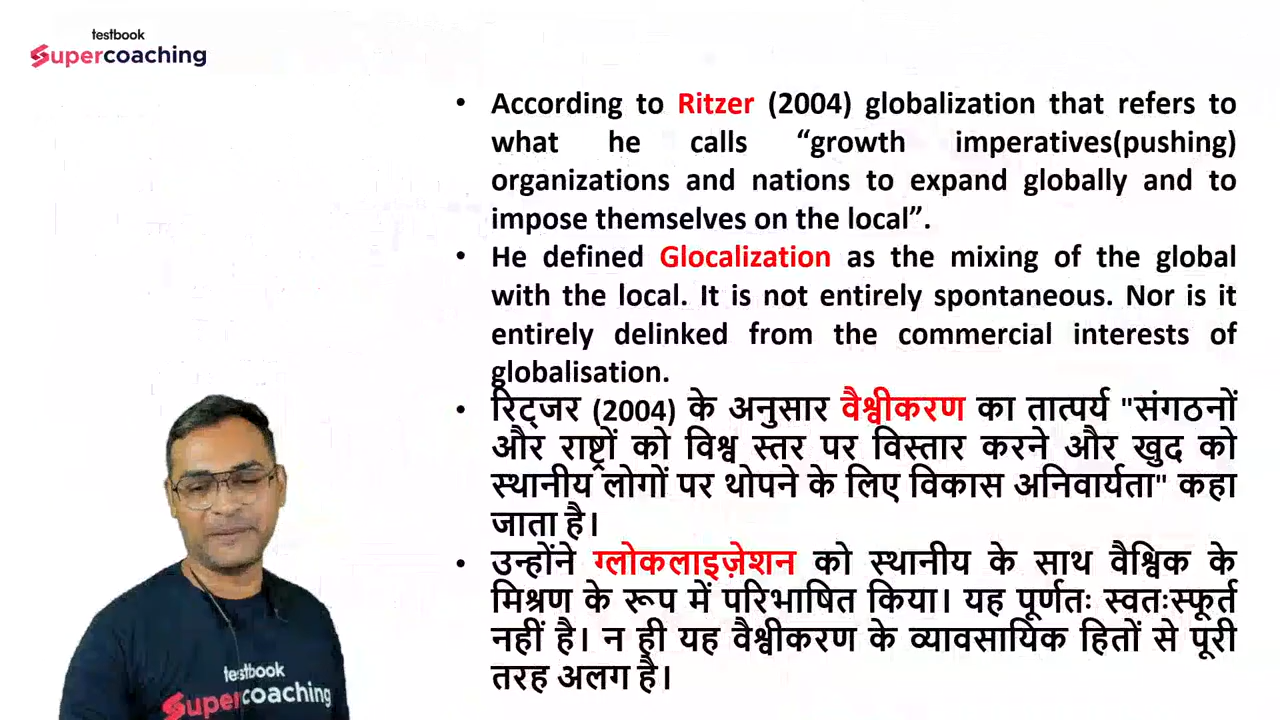 testbook
Supercoaching
• According to Ritzer (2004) globalization that refers to
what he calls “growth imperatives(pushing)
organizations and nations to expand globally and to
impose themselves on the local”.
• He defined Glocalization as the mixing of the global
with the local. It is not entirely spontaneous. Nor is it
entirely delinked from the commercial interests of
globalisation.
• रिट्जर (2004) के अनुसार वैश्वीकरण का तात्पर्य "संगठनों
और राष्ट्रों को विश्व स्तर पर विस्तार करने और खुद को
स्थानीय लोगों पर थोपने के लिए विकास अनिवार्यता" कहा
जाता है।
• उन्होंने ग्लोकलाइज़ेशन को स्थानीय के साथ वैश्विक के
मिश्रण के रूप में परिभाषित किया। यह पूर्णतः स्वतःस्फूर्त
नहीं है। न ही यह वैश्वीकरण के व्यावसायिक हितों से पूरी
तरह अलग है।
testbook
Supercoaching